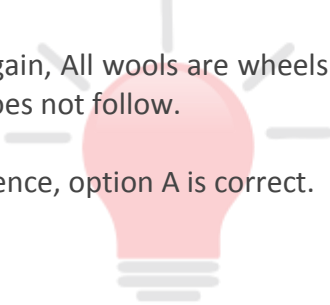 gain, All wools are wheels
oes not follow.
ence, option A is correct.